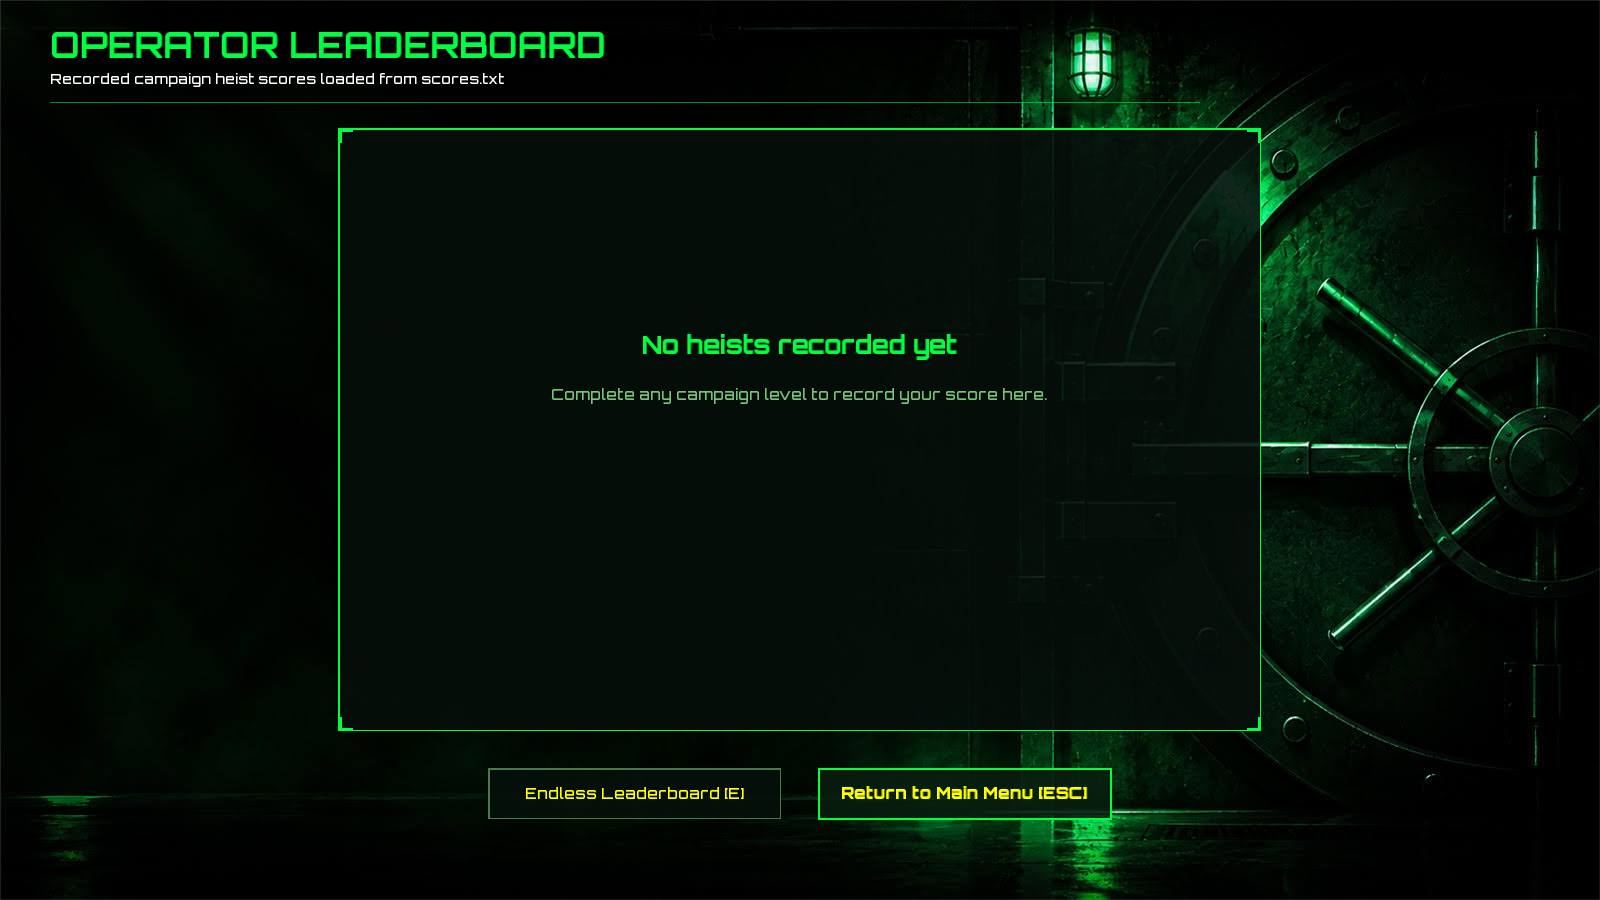 OPERATOR LEADERBOARD
Recorded campaign heist scores loaded from scores.txt
No heists recorded yet
Complete any campaign level to record your score here.
Endless Leaderboard [E]
Return to Main Menu [ESC]